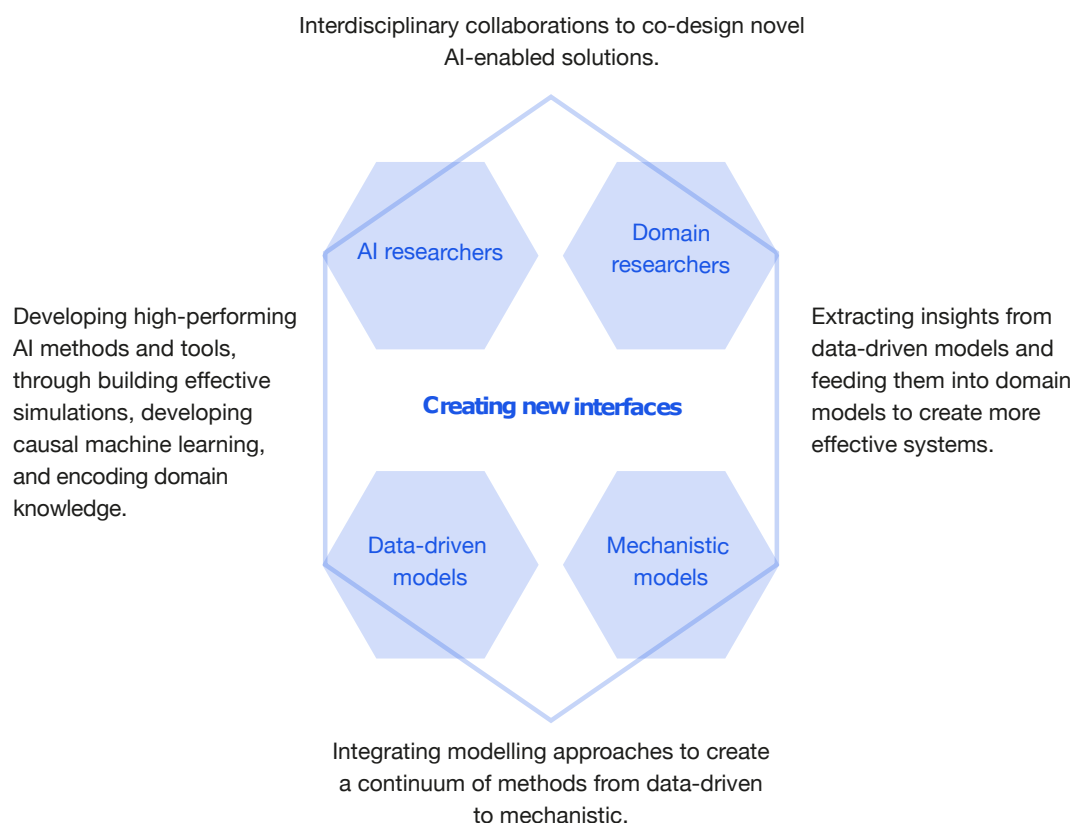 Interdisciplinary collaborations to co-design novel
AI-enabled solutions.
AI researchers
Domain
researchers
Developing high-performing
AI methods and tools,
through building effective
simulations, developing
causal machine learning,
and encoding domain
knowledge.
Creating new interfaces
Extracting insights from
data-driven models and
feeding them into domain
models to create more
effective systems.
Data-driven
models
Mechanistic
models
Integrating modelling approaches to create
a continuum of methods from data-driven
to mechanistic.